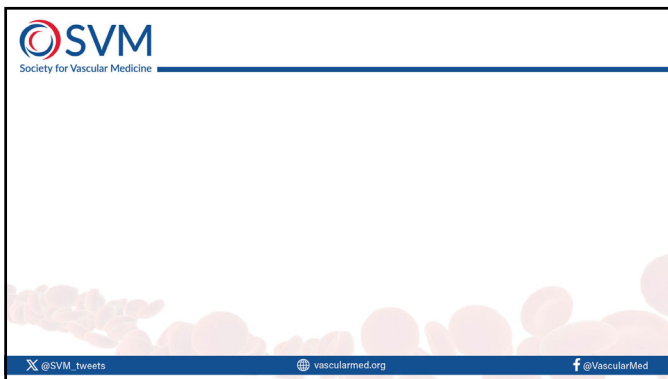 SVM
Society for Vascular Medicine
@SVM_tweets
vascularmed.org
@VascularMed